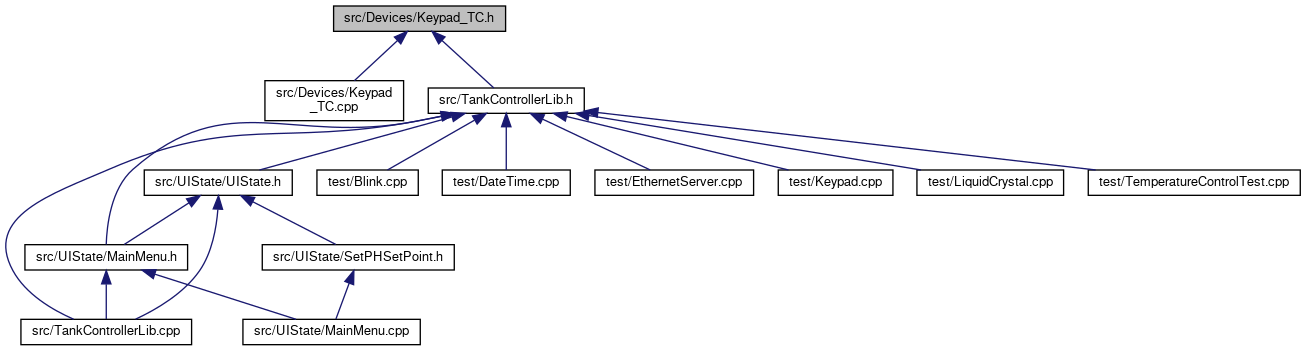 src/Devices/Keypad_TC.h
src/Devices/Keypad
_TC.cpp
src/TankControllerLib.h
src/UIState/UIState.h
test/Blink.cpp
test/DateTime.cpp
test/EthernetServer.cpp
test/Keypad.cpp
test/LiquidCrystal.cpp
test/TemperatureControlTest.cpp
src/UIState/MainMenu.h
src/UIState/SetPHSetPoint.h
src/TankControllerLib.cpp
src/UIState/MainMenu.cpp